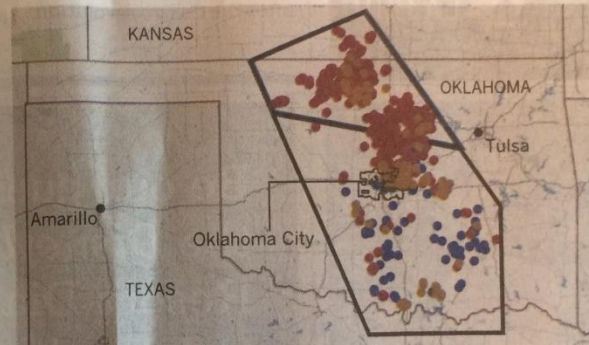 KANSAS
OKLAHOMA
Tulsa
Amarillo
Oklahoma City
TEXAS